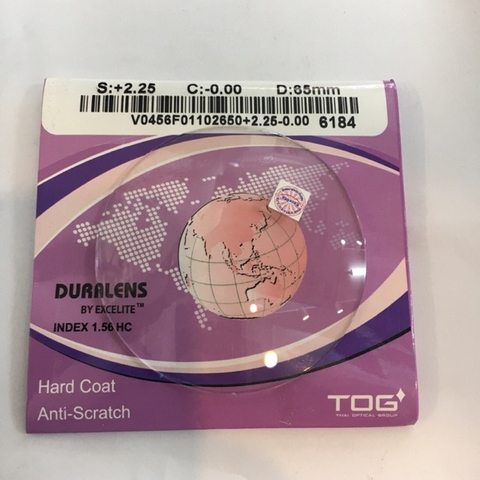 S:+2.25 C:-0.00 D:65mm
V0456F01102650+2.25-0.00 6184
DURALENS
BY EXCELITE™
INDEX 1.56 HC
Hard Coat
Anti-Scratch
TOG
THAI OPTICAL GROUP